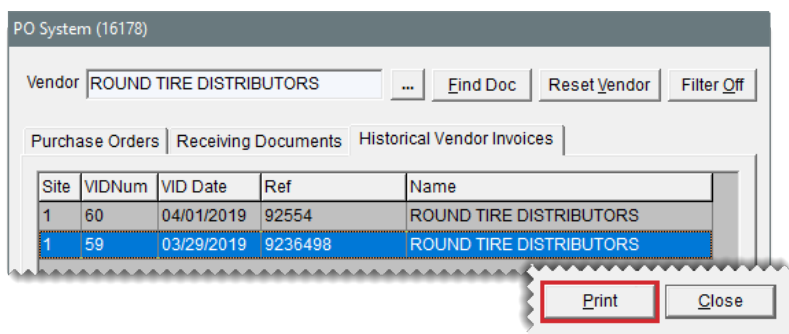 PO System (16178)
Vendor ROUND TIRE DISTRIBUTORS ... Find Doc Reset Vendor Filter Off
Purchase Orders Receiving Documents Historical Vendor Invoices
Site VIDNum VID Date Ref Name
1 60 04/01/2019 92554 ROUND TIRE DISTRIBUTORS
1 59 03/29/2019 9236498 ROUND TIRE DISTRIBUTORS
Print Close